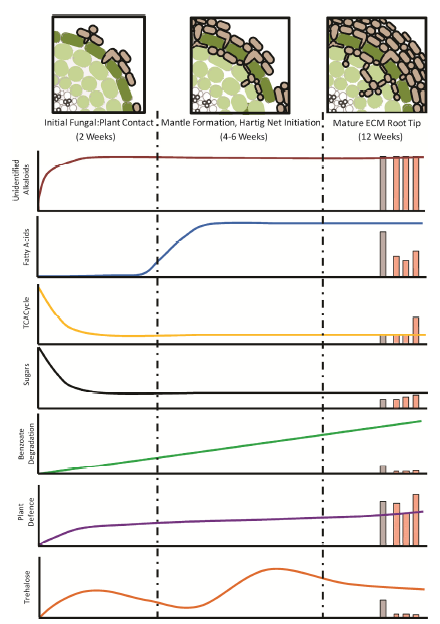 Initial Fungal:Plant Contact
(2 Weeks)
Mantle Formation, Hartig Net Initiation
(4-6 Weeks)
Mature ECM Root Tip
(12 Weeks)
Unidentified
Alkaloids
Fatty Acids
TCA Cycle
Sugars
Benzoate
Degradation
Plant
Defence
Trehalose